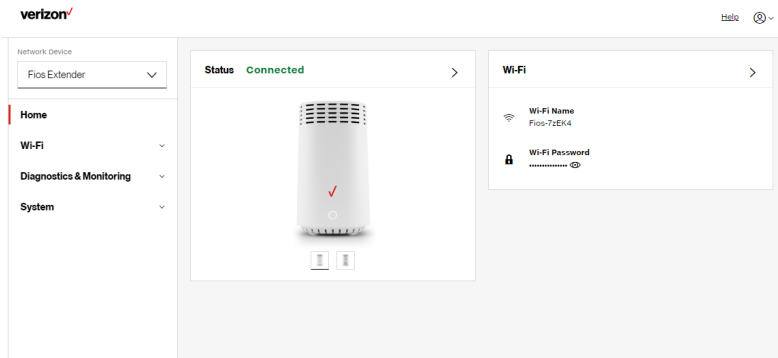 verizon
Help
Network Device
Fios Extender
Home
Wi-Fi
Diagnostics & Monitoring
System
Status Connected
Wi-Fi
Wi-Fi Name
Fios-7zEK4
Wi-Fi Password
•••••••••••••••